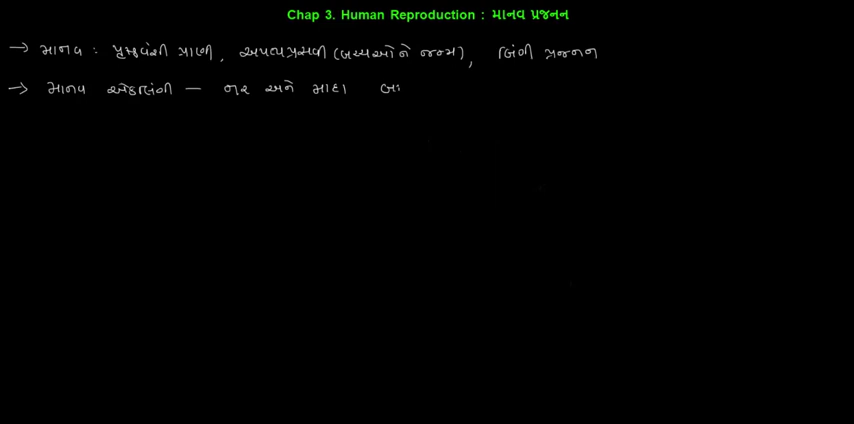 Chap 3. Human Reproduction : માનવ પ્રજનન
→ માનવ : પૃષ્ઠવંશી પ્રાણી , અપત્યપ્રસવી (બચ્ચાઓને જન્મ) , લિંગી પ્રજનન
→ માનવ એકલિંગી — નર અને માદા